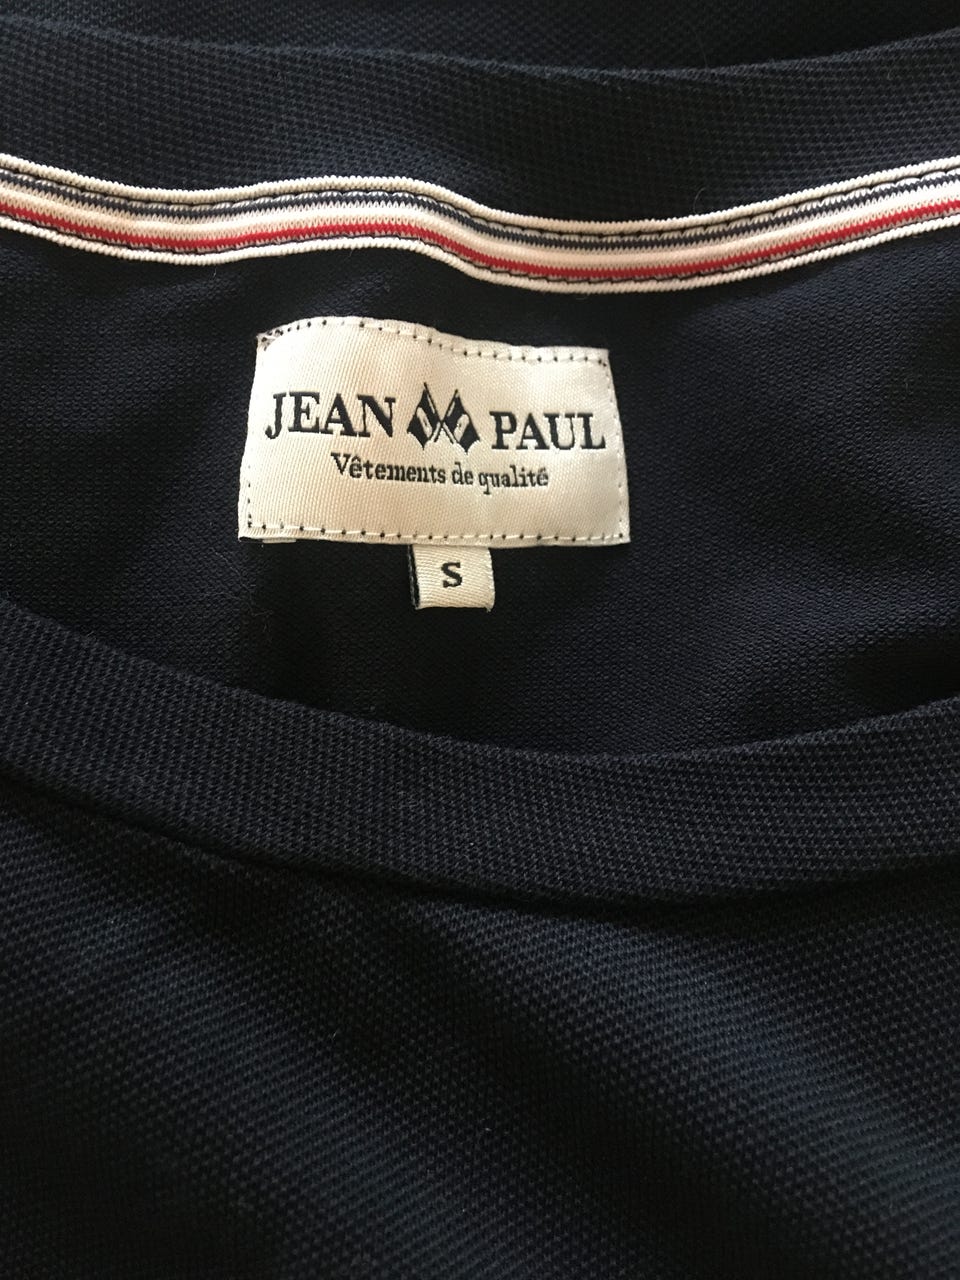 JEAN PAUL
Vêtements de qualité
S